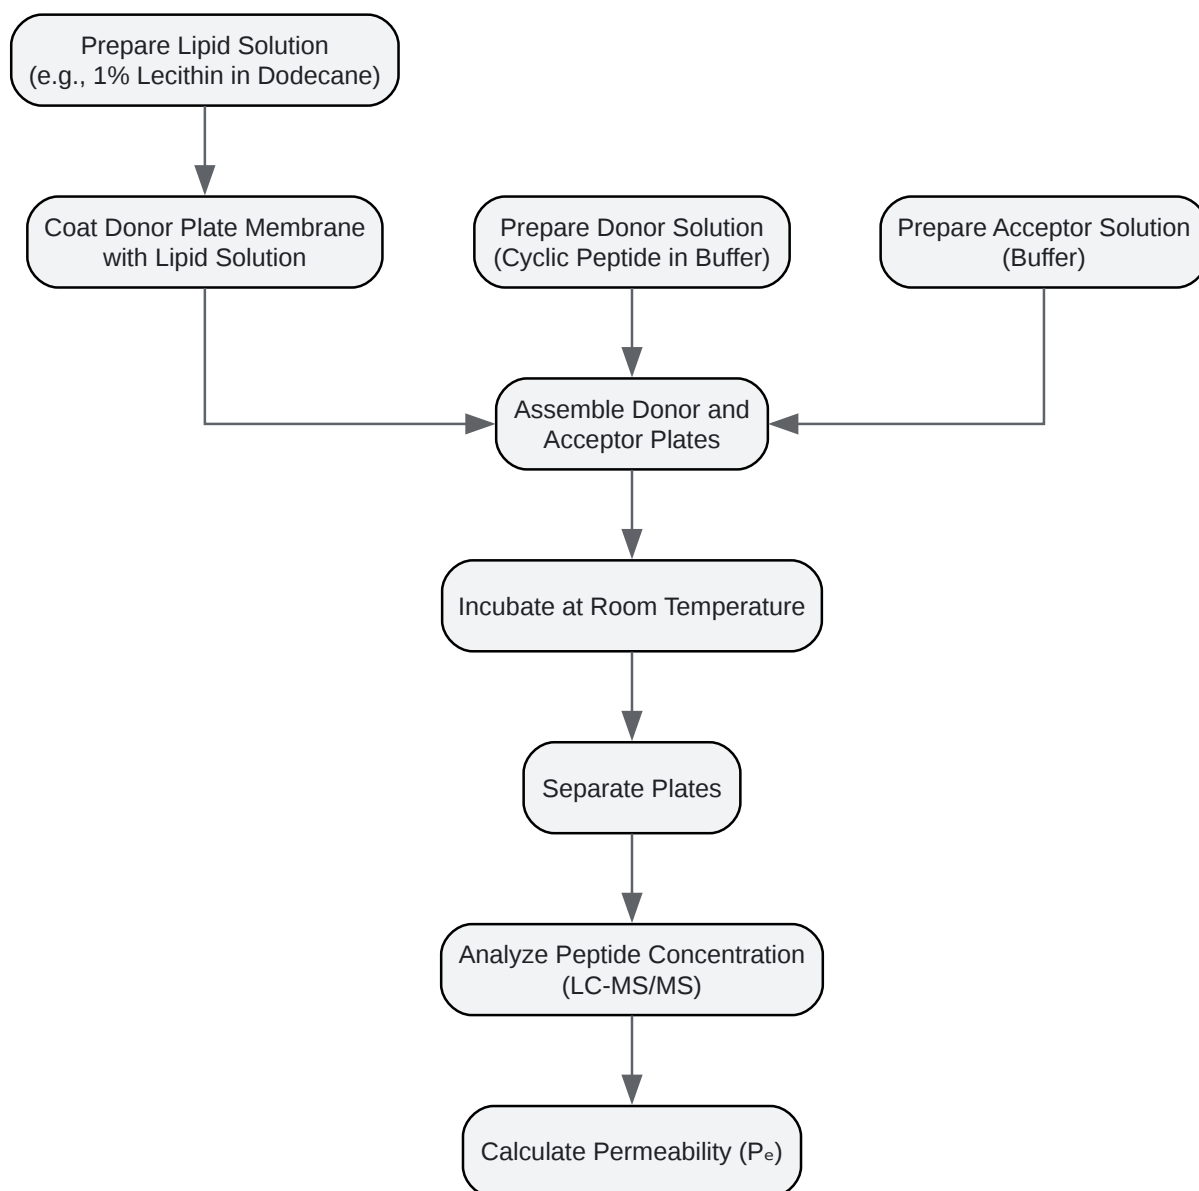 Prepare Lipid Solution
(e.g., 1% Lecithin in Dodecane)
Coat Donor Plate Membrane
with Lipid Solution
Prepare Donor Solution
(Cyclic Peptide in Buffer)
Prepare Acceptor Solution
(Buffer)
Assemble Donor and
Acceptor Plates
Incubate at Room Temperature
Separate Plates
Analyze Peptide Concentration
(LC-MS/MS)
Calculate Permeability (Pₑ)